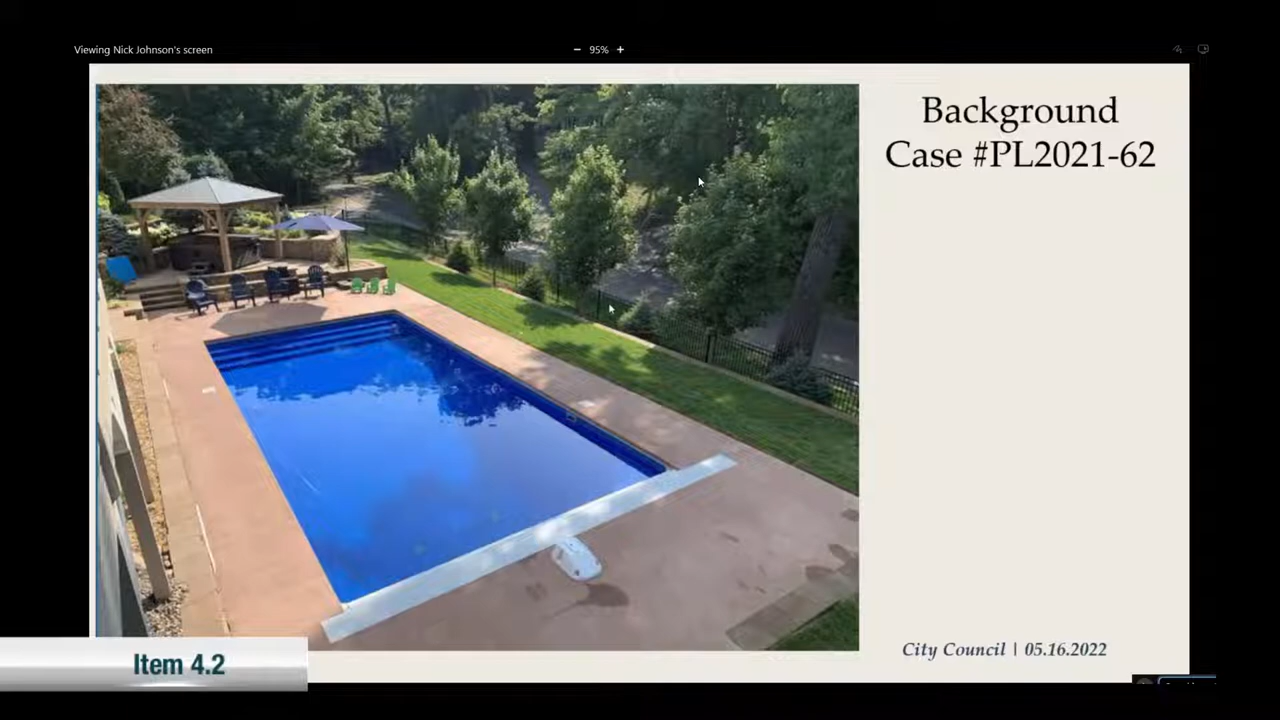 Viewing Nick Johnson's screen
95%
Background
Case #PL2021-62
City Council | 05.16.2022
Item 4.2